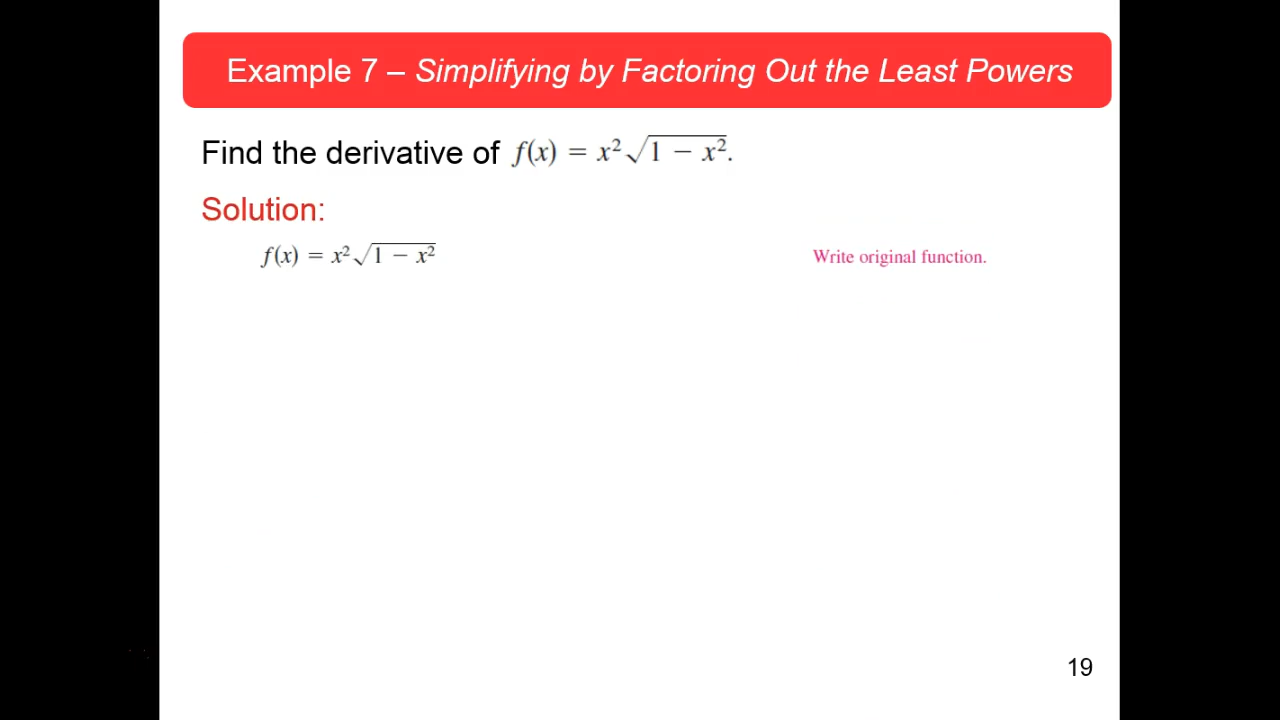 Example 7 – Simplifying by Factoring Out the Least Powers
Find the derivative of f(x) = x²√(1 − x²).
Solution:
f(x) = x²√(1 − x²) Write original function.
19